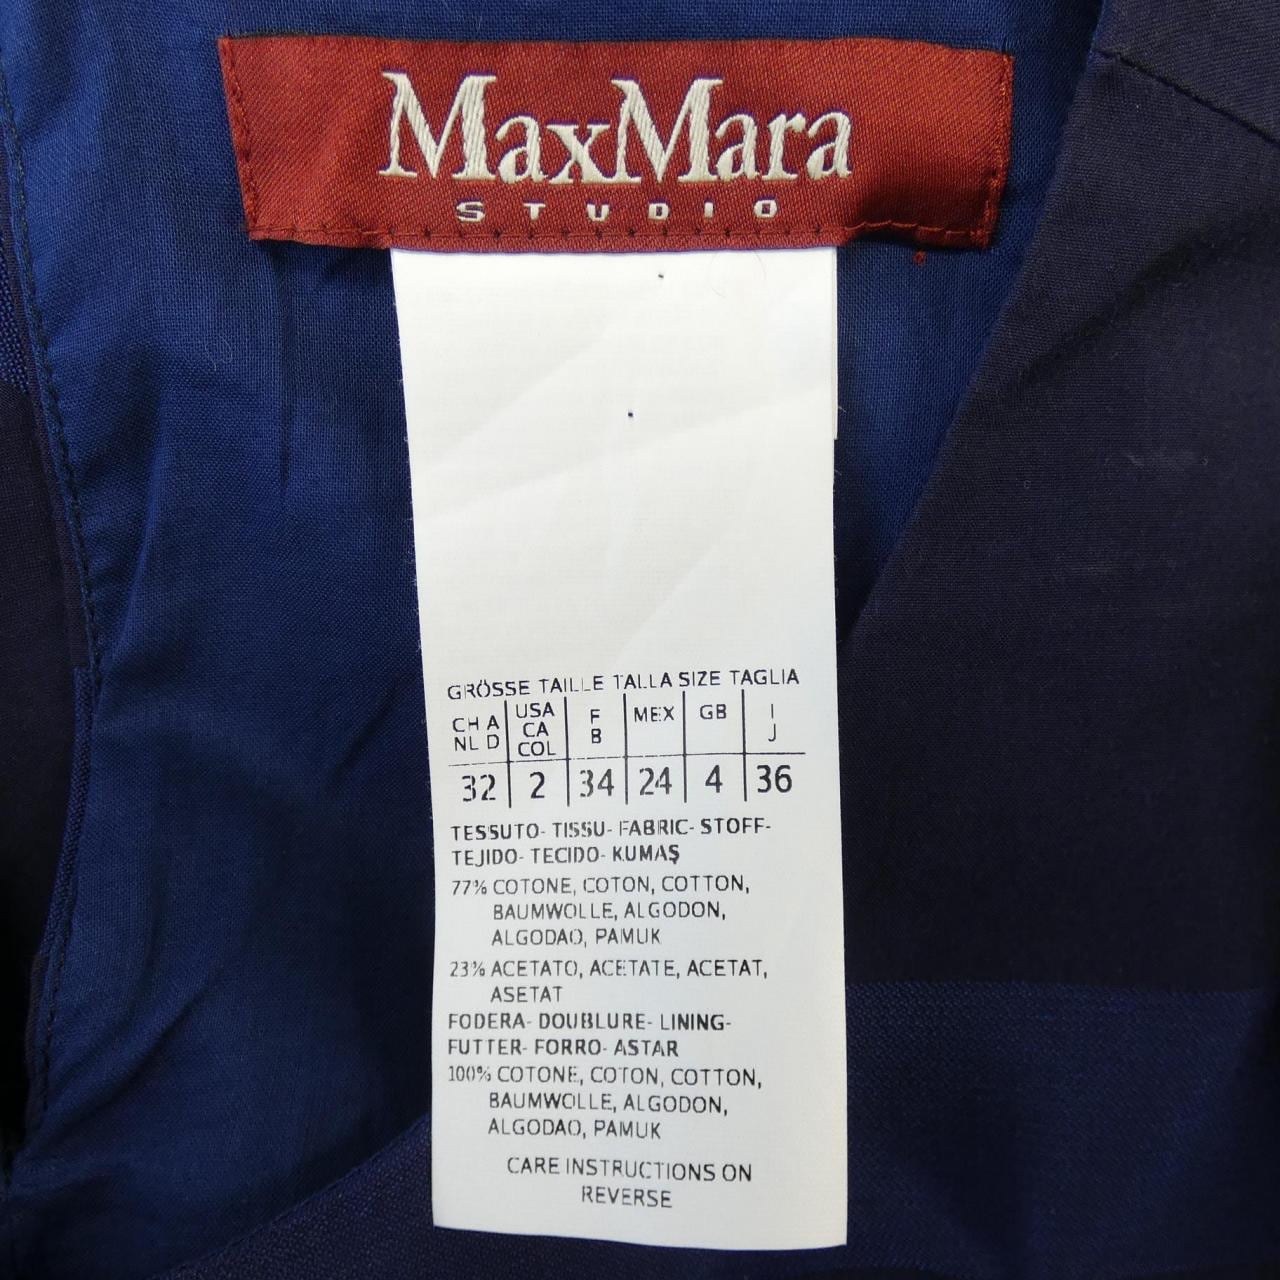 MaxMara
STUDIO
GRÖSSE TAILLE TALLA SIZE TAGLIA
CH A NL D USA CA COL F B MEX GB I J
32 2 34 24 4 36
TESSUTO- TISSU- FABRIC- STOFF-
TEJIDO- TECIDO- KUMAŞ
77% COTONE, COTON, COTTON,
BAUMWOLLE, ALGODON,
ALGODAO, PAMUK
23% ACETATO, ACETATE, ACETAT,
ASETAT
FODERA- DOUBLURE- LINING-
FUTTER- FORRO- ASTAR
100% COTONE, COTON, COTTON,
BAUMWOLLE, ALGODON,
ALGODAO, PAMUK
CARE INSTRUCTIONS ON
REVERSE